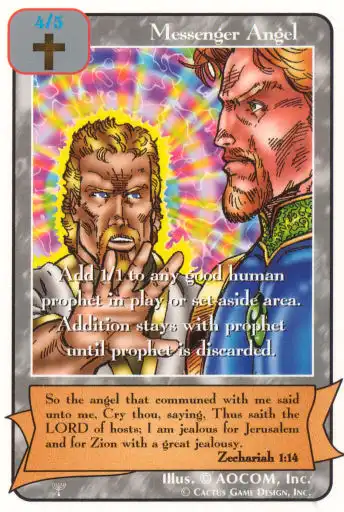 4/5
Messenger Angel
Add 1/1 to any good human
prophet in play or set-aside area.
Addition stays with prophet
until prophet is discarded.
So the angel that communed with me said
unto me, Cry thou, saying, Thus saith the
LORD of hosts; I am jealous for Jerusalem
and for Zion with a great jealousy.
Zechariah 1:14
Illus. © AOCOM, Inc.
© Cactus Game Design, Inc.